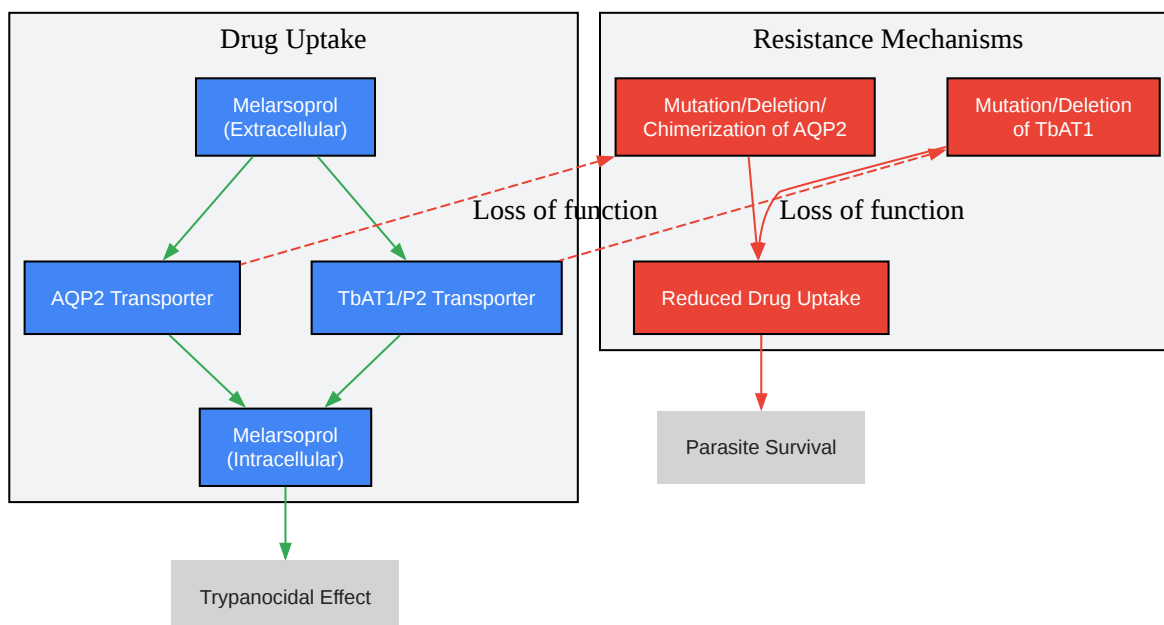 Drug Uptake
Melarsoprol
(Extracellular)
AQP2 Transporter
TbAT1/P2 Transporter
Melarsoprol
(Intracellular)
Trypanocidal Effect
Resistance Mechanisms
Mutation/Deletion/
Chimerization of AQP2
Mutation/Deletion
of TbAT1
Loss of function
Loss of function
Reduced Drug Uptake
Parasite Survival